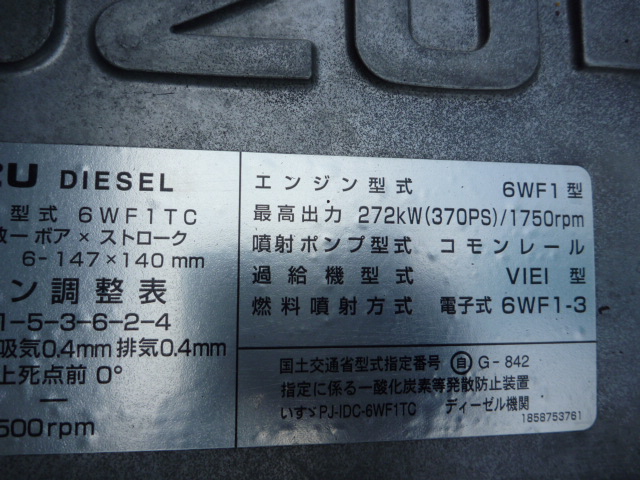 ZU DIESEL
型式 6WF1TC
数ーボア×ストローク
6-147×140mm
ン調整表
1-5-3-6-2-4
吸気0.4mm 排気0.4mm
上死点前 0°
—
500rpm
エンジン型式 6WF1型
最高出力 272kW(370PS)/1750rpm
噴射ポンプ型式 コモンレール
過給機型式 VIEI 型
燃料噴射方式 電子式 6WF1-3
国土交通省型式指定番号 自 G-842
指定に係る一酸化炭素等発散防止装置
いすゞPJ-IDC-6WF1TC ディーゼル機関
1858753761